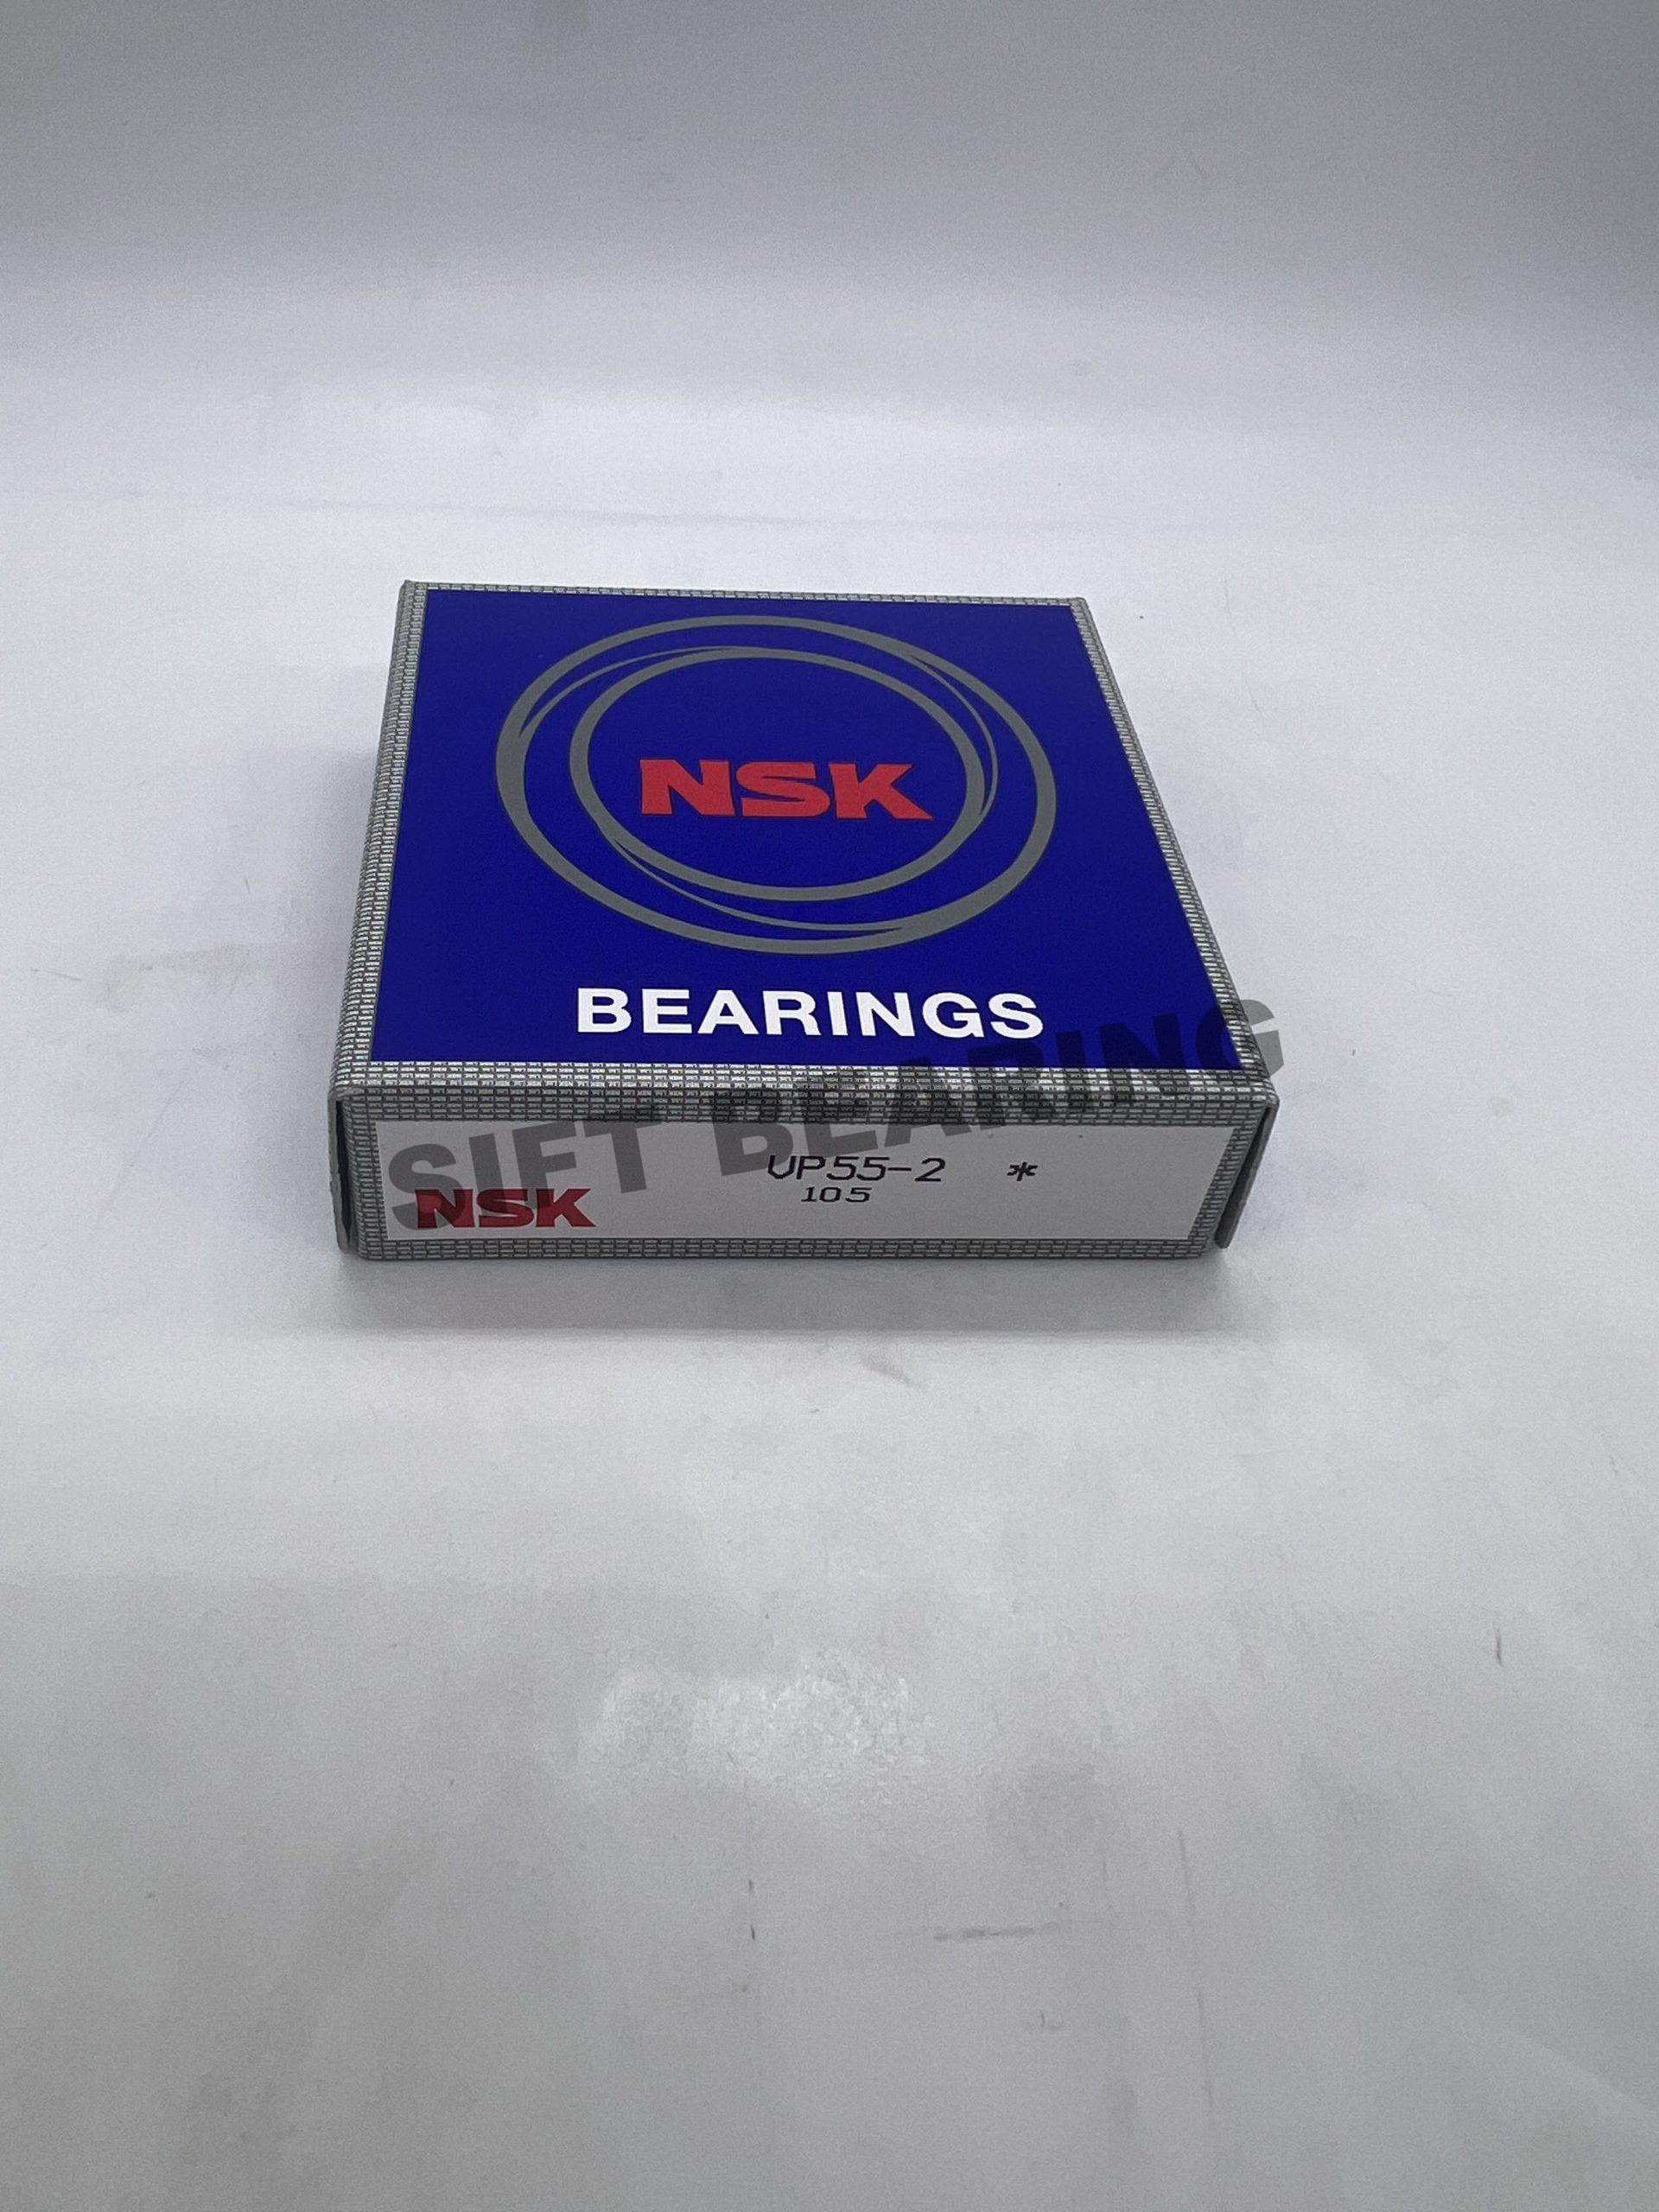 NSK
BEARINGS
SIFT BEARING
VP55-2 *
105
NSK